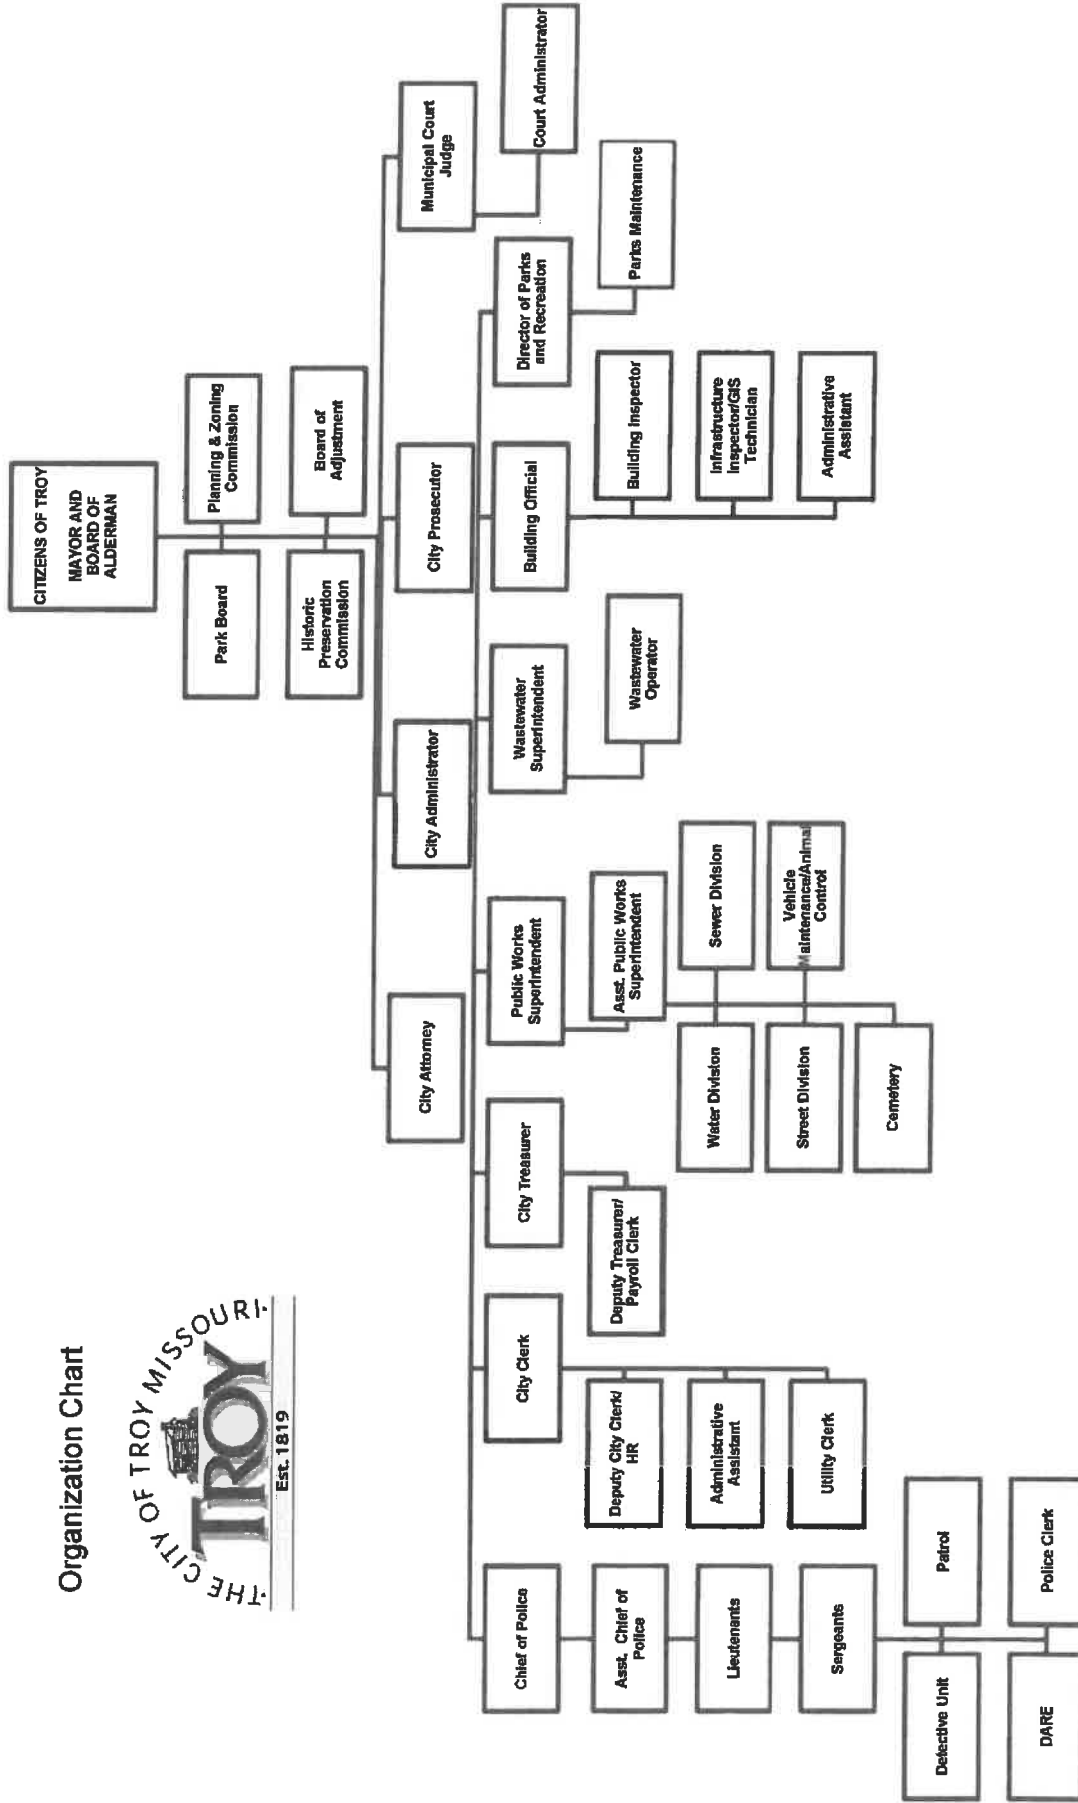 Organization Chart
·THE CITY OF TROY MISSOURI·
TROY
Est. 1819
CITIZENS OF TROY
MAYOR AND
BOARD OF
ALDERMAN
Park Board
Planning & Zoning
Commission
Historic
Preservation
Commission
Board of
Adjustment
City Attorney
City Administrator
City Prosecutor
Municipal Court
Judge
Court Administrator
Chief of Police
City Clerk
City Treasurer
Public Works
Superintendent
Wastewater
Superintendent
Building Official
Director of Parks
and Recreation
Asst. Chief of
Police
Lieutenants
Sergeants
Detective Unit
Patrol
DARE
Police Clerk
Deputy City Clerk/
HR
Administrative
Assistant
Utility Clerk
Deputy Treasurer/
Payroll Clerk
Asst. Public Works
Superintendent
Water Division
Sewer Division
Street Division
Vehicle
Maintenance/Animal
Control
Cemetery
Wastewater
Operator
Building Inspector
Infrastructure
Inspector/GIS
Technician
Administrative
Assistant
Parks Maintenance